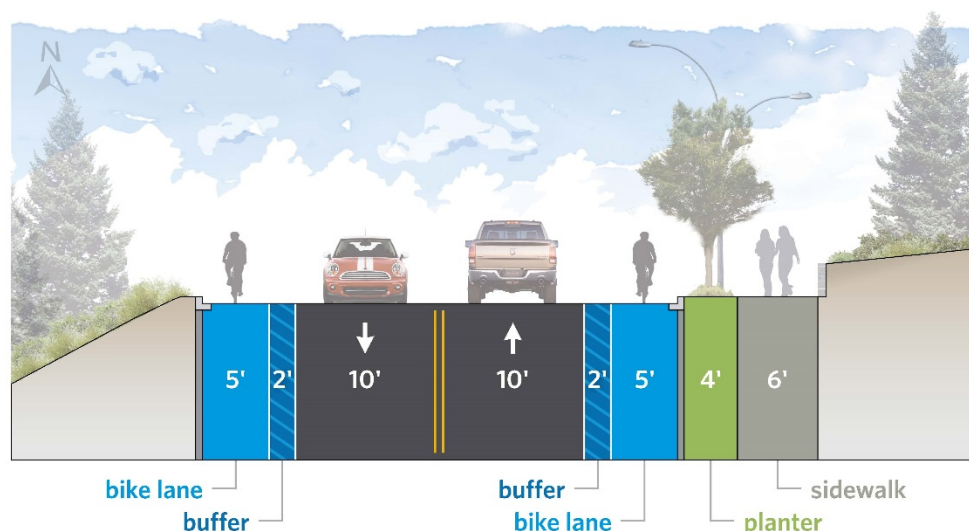 N
5' 2' 10' 10' 2' 5' 4' 6'
bike lane buffer sidewalk
buffer bike lane planter